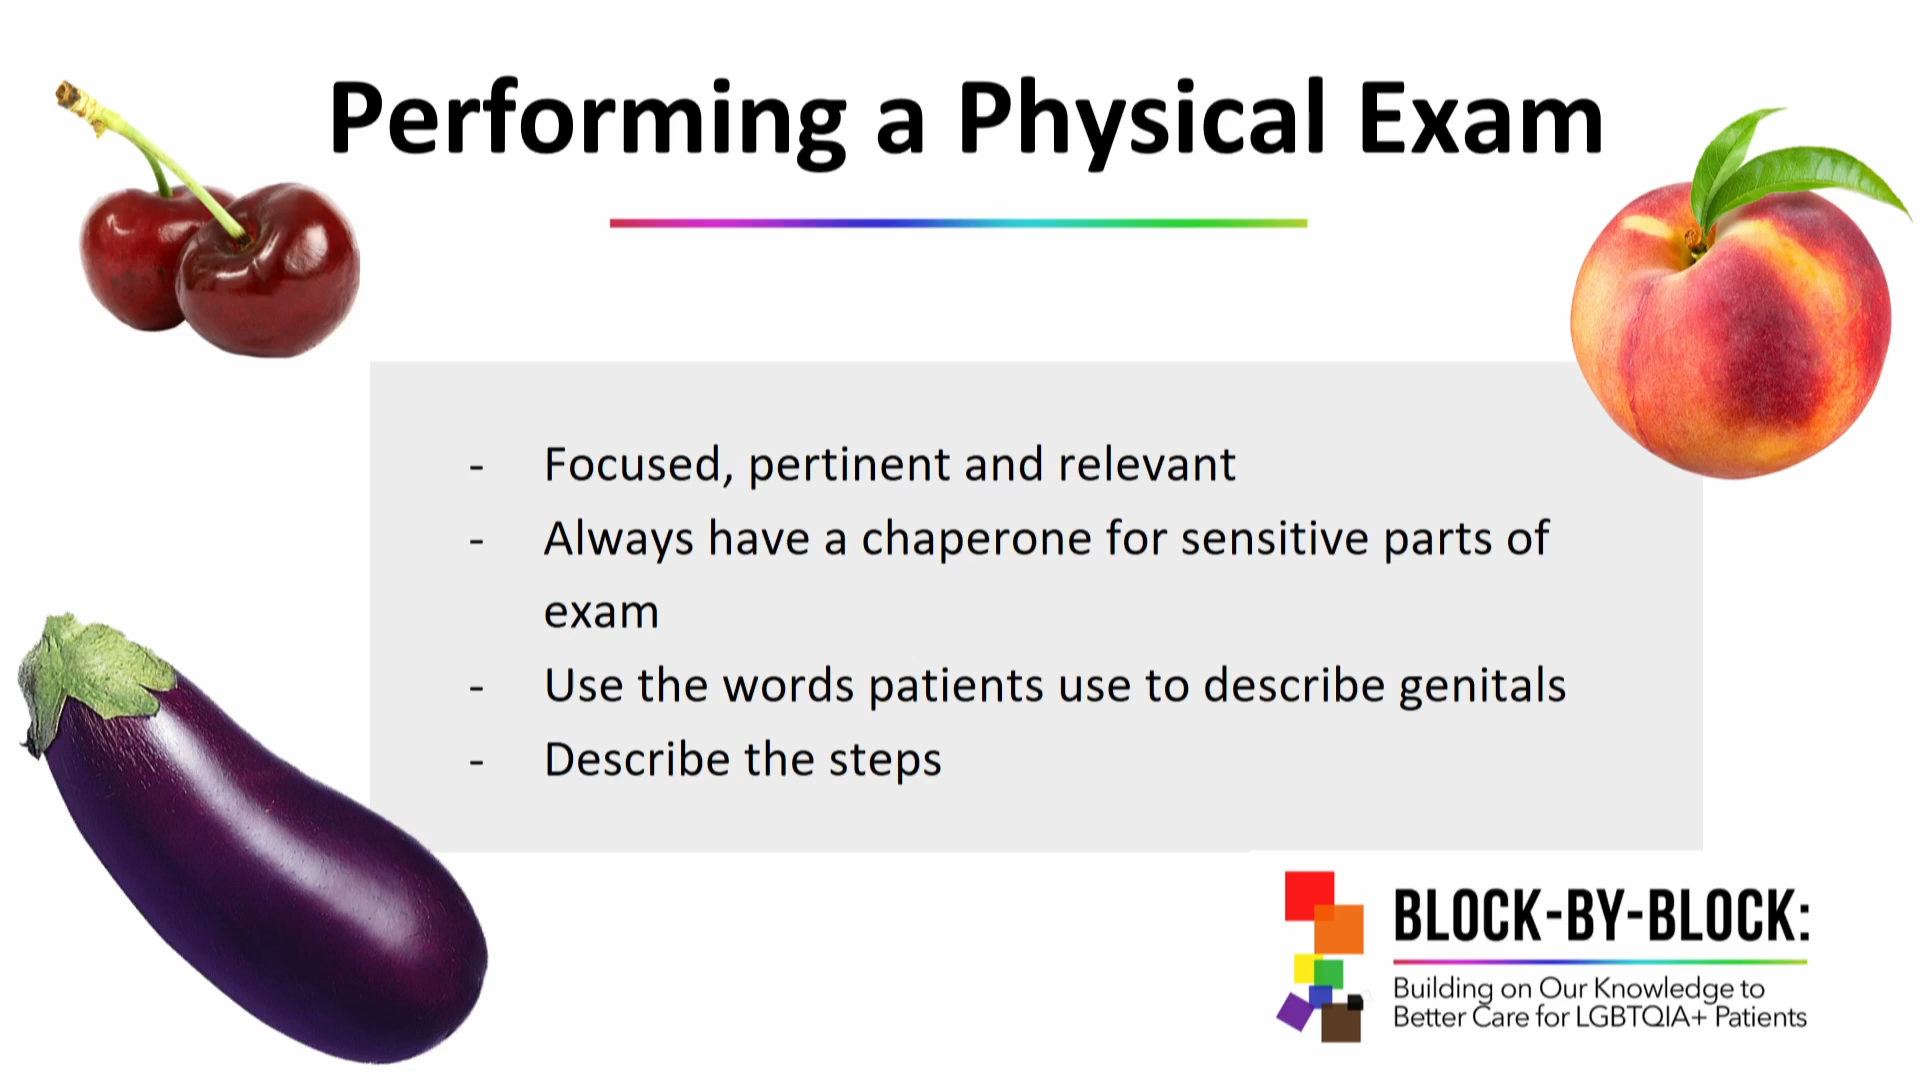 Performing a Physical Exam
- Focused, pertinent and relevant
- Always have a chaperone for sensitive parts of
exam
- Use the words patients use to describe genitals
- Describe the steps
BLOCK-BY-BLOCK:
Building on Our Knowledge to
Better Care for LGBTQIA+ Patients